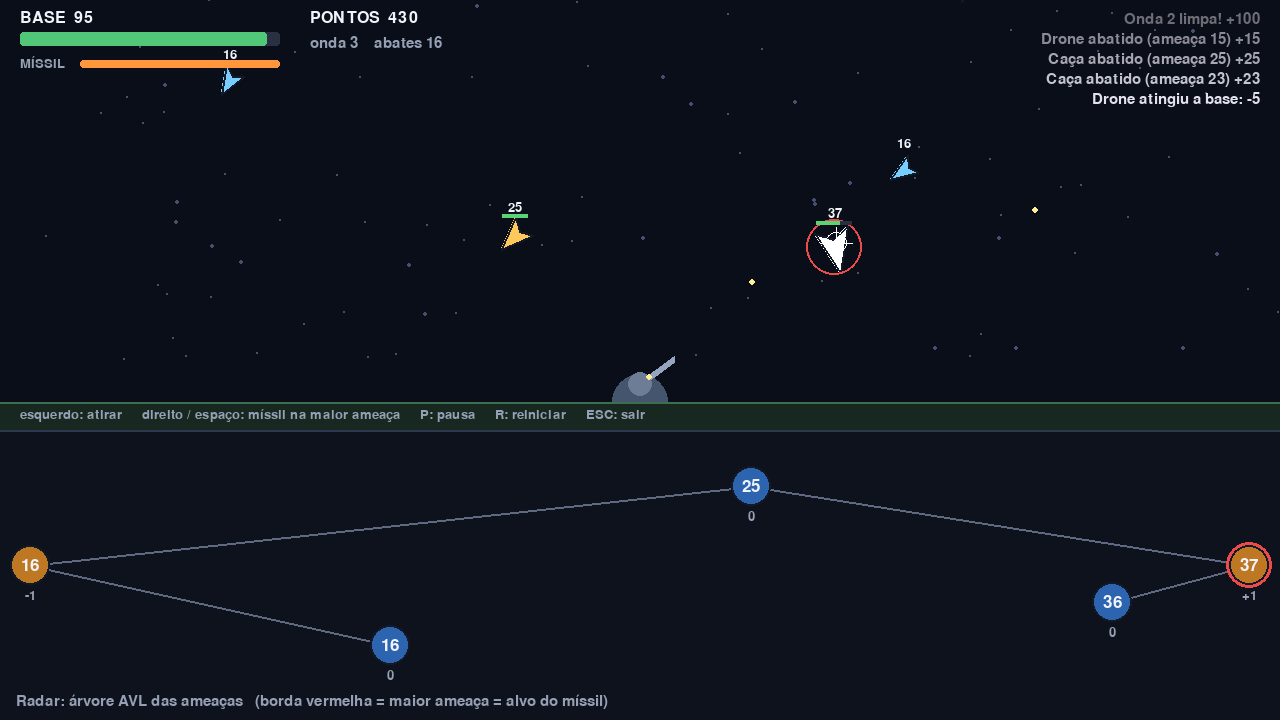 BASE 95
PONTOS 430
onda 3 abates 16
MÍSSIL
Onda 2 limpa! +100
Drone abatido (ameaça 15) +15
Caça abatido (ameaça 25) +25
Caça abatido (ameaça 23) +23
Drone atingiu a base: -5
16
16
25
37
esquerdo: atirar direito / espaço: míssil na maior ameaça P: pausa R: reiniciar ESC: sair
25
0
16
-1
37
+1
36
0
16
0
Radar: árvore AVL das ameaças (borda vermelha = maior ameaça = alvo do míssil)